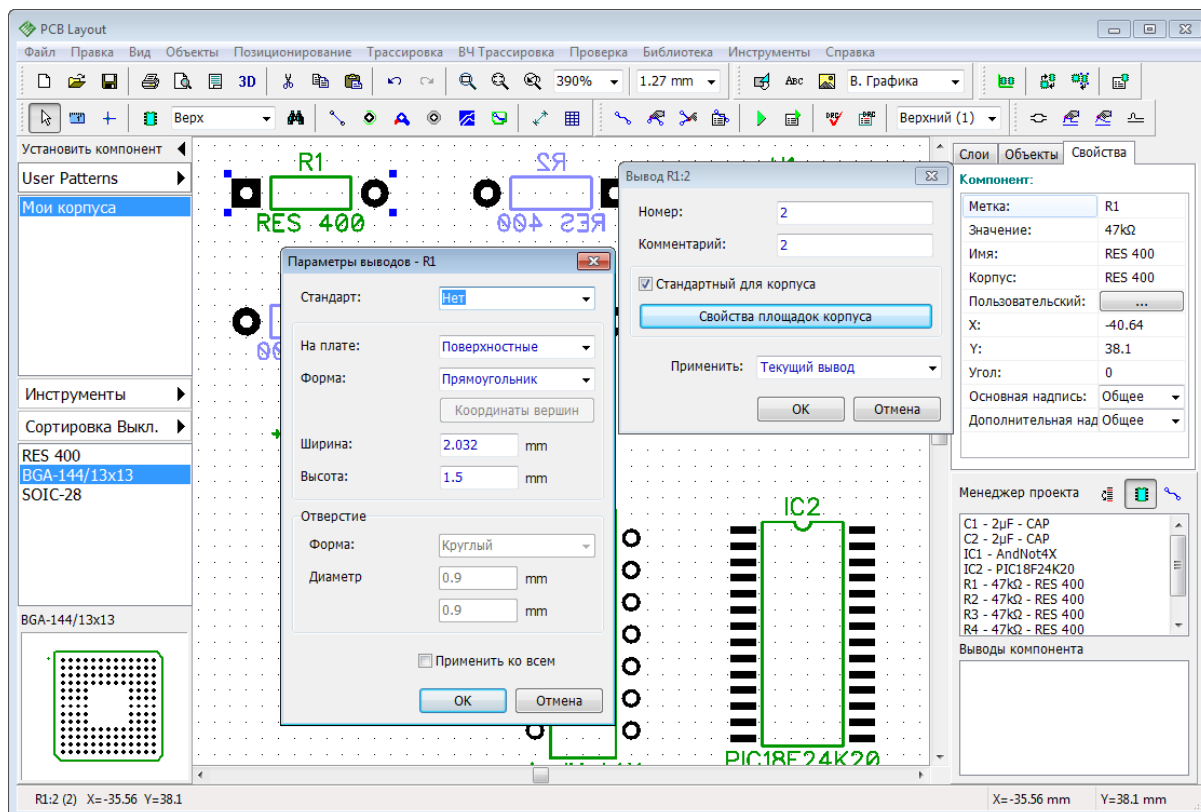 PCB Layout
Файл Правка Вид Объекты Позиционирование Трассировка ВЧ Трассировка Проверка Библиотека Инструменты Справка
3D 390% 1.27 mm ABC В. Графика
Верх DRC DRC Верхний (1)
Установить компонент
User Patterns
Мои корпуса
Инструменты
Сортировка Выкл.
RES 400
BGA-144/13x13
SOIC-28
BGA-144/13x13
R1
RES 400
R2
RES 400
IC2
PIC18F24K20
Параметры выводов - R1
Стандарт: Нет
На плате: Поверхностные
Форма: Прямоугольник
Координаты вершин
Ширина: 2.032 mm
Высота: 1.5 mm
Отверстие
Форма: Круглый
Диаметр 0.9 mm
0.9 mm
Применить ко всем
OK Отмена
Вывод R1:2
Номер: 2
Комментарий: 2
Стандартный для корпуса
Свойства площадок корпуса
Применить: Текущий вывод
OK Отмена
Слои Объекты Свойства
Компонент:
Метка: R1
Значение: 47kΩ
Имя: RES 400
Корпус: RES 400
Пользовательский: ...
X: -40.64
Y: 38.1
Угол: 0
Основная надпись: Общее
Дополнительная над Общее
Менеджер проекта
C1 - 2µF - CAP
C2 - 2µF - CAP
IC1 - AndNot4X
IC2 - PIC18F24K20
R1 - 47kΩ - RES 400
R2 - 47kΩ - RES 400
R3 - 47kΩ - RES 400
R4 - 47kΩ - RES 400
Выводы компонента
R1:2 (2) X=-35.56 Y=38.1
X=-35.56 mm Y=38.1 mm